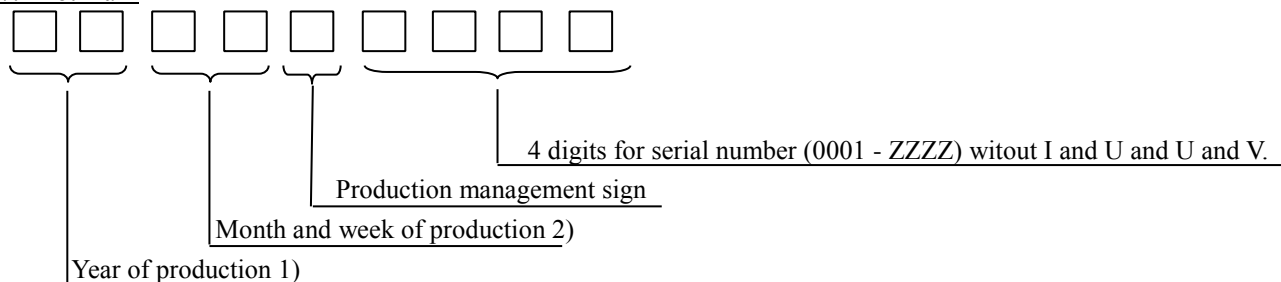 4 digits for serial number (0001 - ZZZZ) witout I and U and U and V.
Production management sign
Month and week of production 2)
Year of production 1)